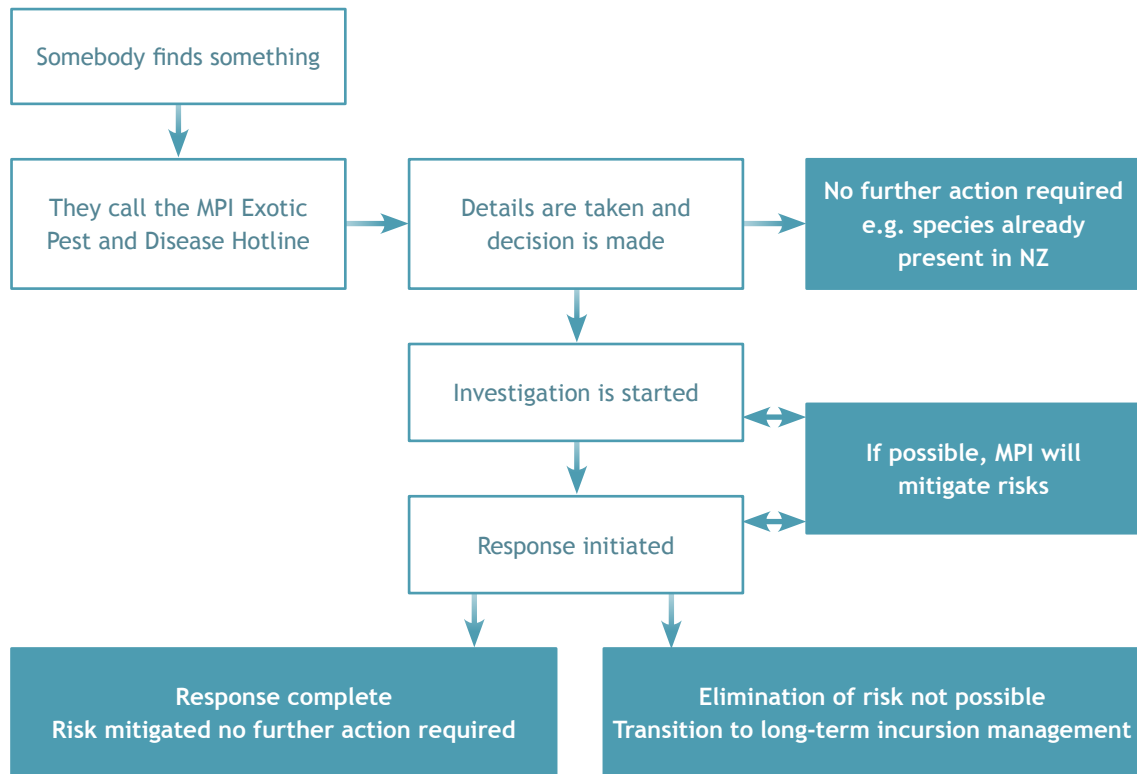 Somebody finds something
They call the MPI Exotic
Pest and Disease Hotline
Details are taken and
decision is made
No further action required
e.g. species already
present in NZ
Investigation is started
If possible, MPI will
mitigate risks
Response initiated
Response complete
Risk mitigated no further action required
Elimination of risk not possible
Transition to long-term incursion management